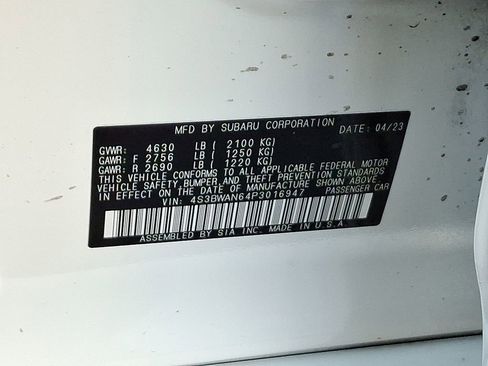 MFD BY SUBARU CORPORATION DATE: 04/23
GVWR: 4630 LB ( 2100 KG)
GAWR: F 2756 LB ( 1250 KG)
GAWR: R 2690 LB ( 1220 KG)
THIS VEHICLE CONFORMS TO ALL APPLICABLE FEDERAL MOTOR
VEHICLE SAFETY, BUMPER, AND THEFT PREVENTION STANDARDS
IN EFFECT ON THE DATE OF MANUFACTURE SHOWN ABOVE.
VIN: 4S3BWAN64P3016947 PASSENGER CAR
ASSEMBLED BY SIA INC. MADE IN U.S.A.